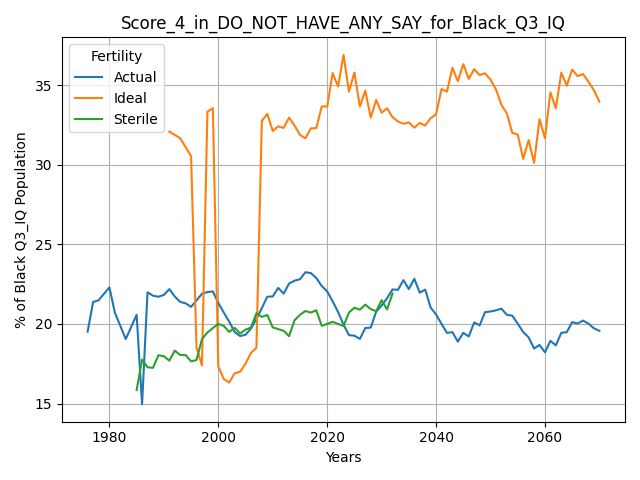 Score_4_in_DO_NOT_HAVE_ANY_SAY_for_Black_Q3_IQ
Fertility
Actual
Ideal
Sterile
% of Black Q3_IQ Population
35
30
25
20
15
1980
2000
2020
2040
2060
Years